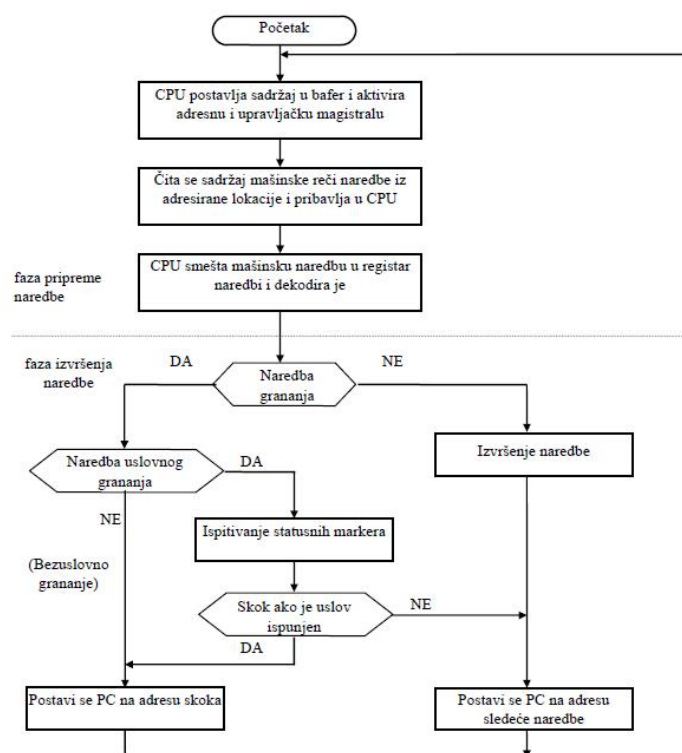 Početak
CPU postavlja sadržaj u bafer i aktivira
adresnu i upravljačku magistralu
Čita se sadržaj mašinske reči naredbe iz
adresirane lokacije i pribavlja u CPU
CPU smešta mašinsku naredbu u registar
naredbi i dekodira je
faza pripreme
naredbe
faza izvršenja
naredbe
DA
NE
Naredba
grananja
Naredba uslovnog
grananja
DA
Izvršenje naredbe
NE
Ispitivanje statusnih markera
(Bezuslovno
grananje)
Skok ako je uslov
ispunjen
NE
DA
Postavi se PC na adresu skoka
Postavi se PC na adresu
sledeće naredbe